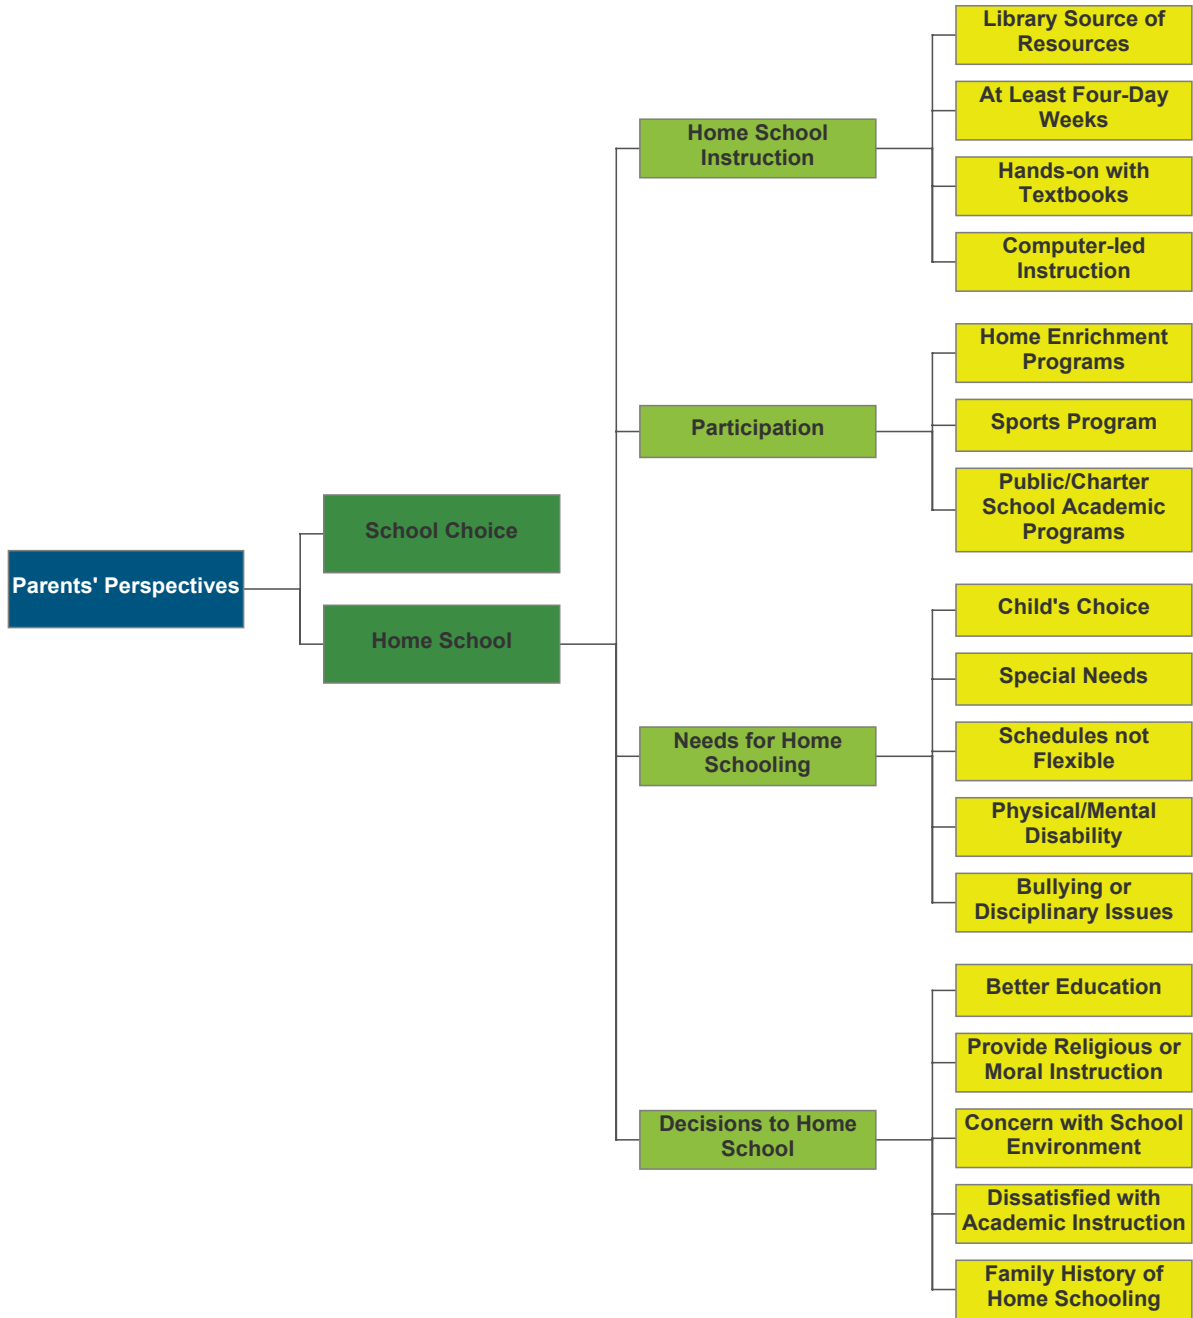 Parents' Perspectives
School Choice
Home School
Home School
Instruction
Library Source of
Resources
At Least Four-Day
Weeks
Hands-on with
Textbooks
Computer-led
Instruction
Participation
Home Enrichment
Programs
Sports Program
Public/Charter
School Academic
Programs
Needs for Home
Schooling
Child's Choice
Special Needs
Schedules not
Flexible
Physical/Mental
Disability
Bullying or
Disciplinary Issues
Decisions to Home
School
Better Education
Provide Religious or
Moral Instruction
Concern with School
Environment
Dissatisfied with
Academic Instruction
Family History of
Home Schooling